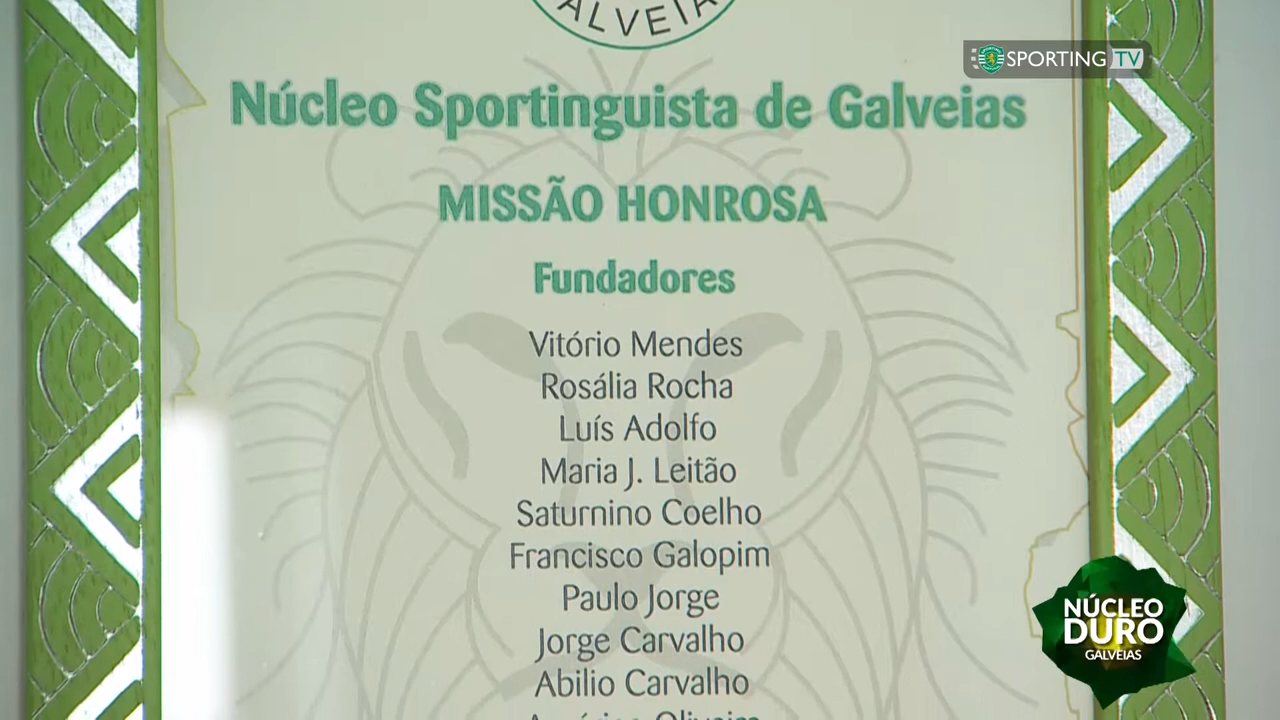 ALVEIA
SPORTING TV
Núcleo Sportinguista de Galveias
MISSÃO HONROSA
Fundadores
Vitório Mendes
Rosália Rocha
Luís Adolfo
Maria J. Leitão
Saturnino Coelho
Francisco Galopim
Paulo Jorge
Jorge Carvalho
Abilio Carvalho
NÚCLEO
DURO
GALVEIAS